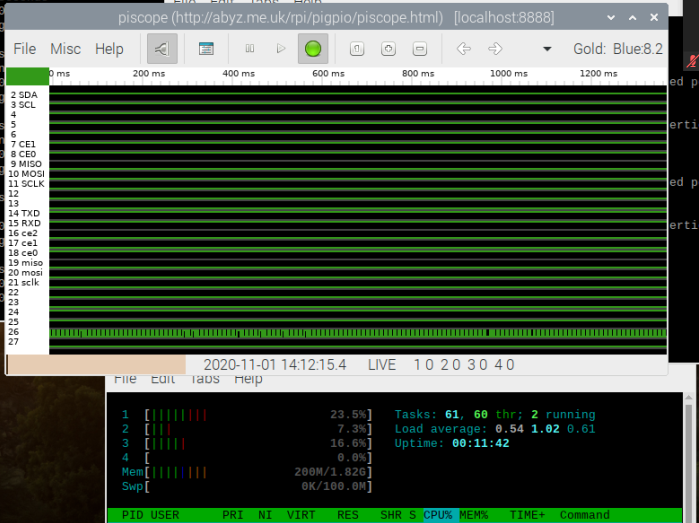 piscope (http://abyz.me.uk/rpi/pigpio/piscope.html) [localhost:8888]
File Misc Help Gold: Blue:8.2
0 ms 200 ms 400 ms 600 ms 800 ms 1000 ms 1200 ms
2 SDA
3 SCL
4
5
6
7 CE1
8 CE0
9 MISO
10 MOSI
11 SCLK
12
13
14 TXD
15 RXD
16 ce2
17 ce1
18 ce0
19 miso
20 mosi
21 sclk
22
23
24
25
26
27
ed p
erti
ed p
erti
2020-11-01 14:12:15.4 LIVE 1 0 2 0 3 0 4 0
File Edit Tabs Help
1 [|||||||| 23.5%] Tasks: 61, 60 thr; 2 running
2 [||| 7.3%] Load average: 0.54 1.02 0.61
3 [||||| 16.6%] Uptime: 00:11:42
4 [ 0.0%]
Mem[|||||||| 200M/1.82G]
Swp[ 0K/100.0M]
PID USER PRI NI VIRT RES SHR S CPU% MEM% TIME+ Command